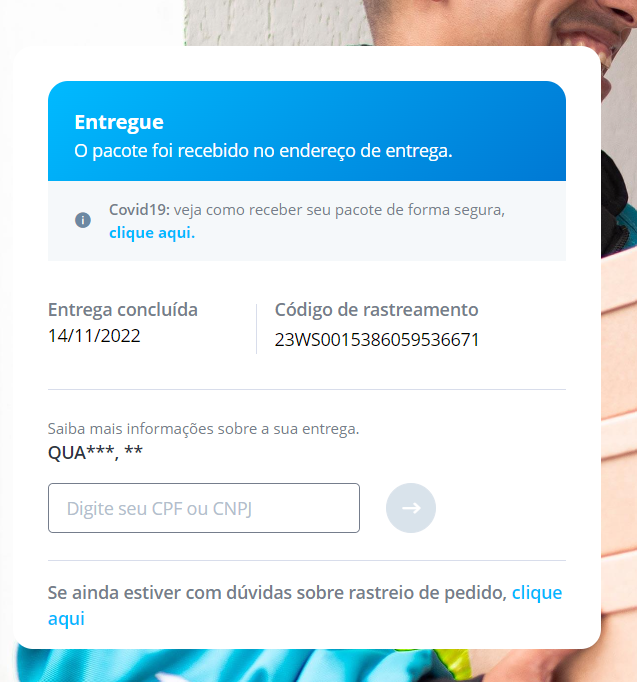 Entregue
O pacote foi recebido no endereço de entrega.
Covid19: veja como receber seu pacote de forma segura,
clique aqui.
Entrega concluída
14/11/2022
Código de rastreamento
23WS0015386059536671
Saiba mais informações sobre a sua entrega.
QUA***, **
Digite seu CPF ou CNPJ
Se ainda estiver com dúvidas sobre rastreio de pedido, clique
aqui